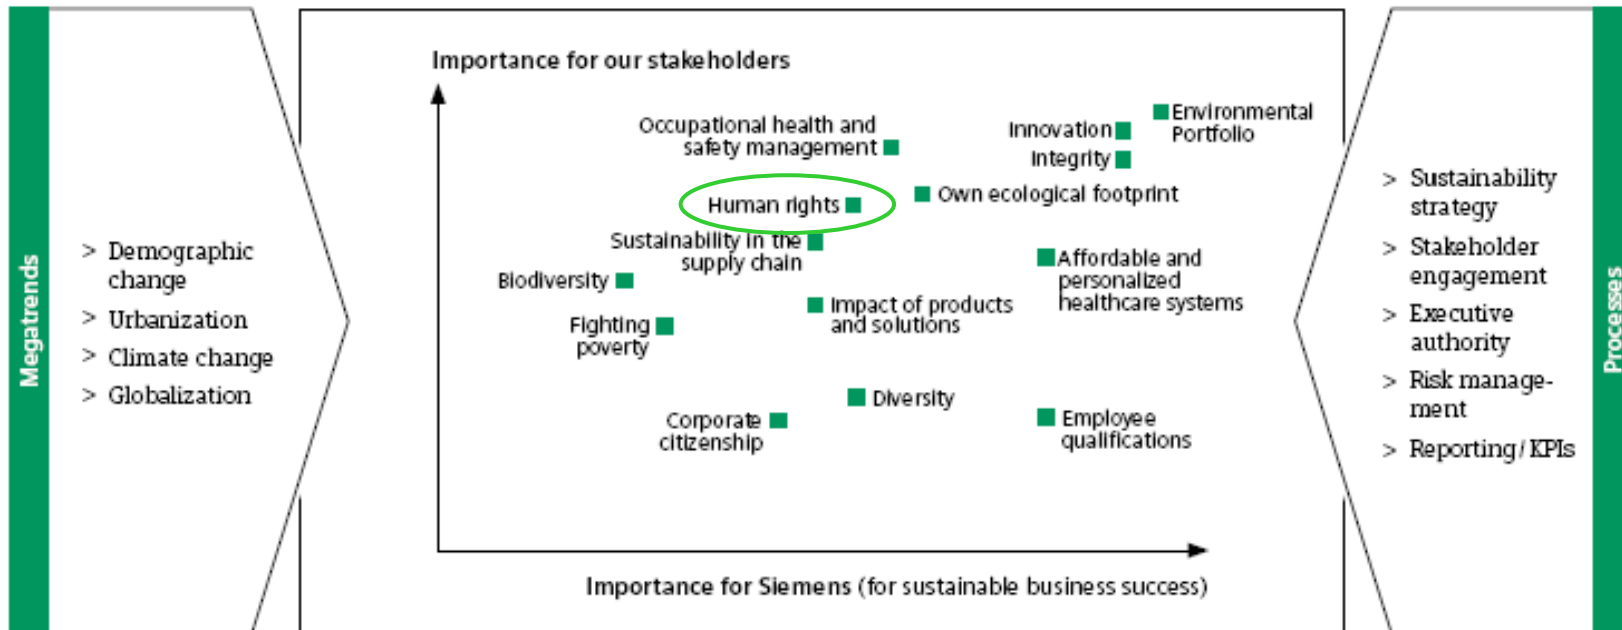 Megatrends
> Demographic
change
> Urbanization
> Climate change
> Globalization
Importance for our stakeholders
Occupational health and
safety management
Innovation
Integrity
Environmental
Portfolio
Human rights
Own ecological footprint
Sustainability in the
supply chain
Biodiversity
Affordable and
personalized
healthcare systems
Impact of products
and solutions
Fighting
poverty
Diversity
Corporate
citizenship
Employee
qualifications
Importance for Siemens (for sustainable business success)
> Sustainability
strategy
> Stakeholder
engagement
> Executive
authority
> Risk manage-
ment
> Reporting/KPIs
Processes